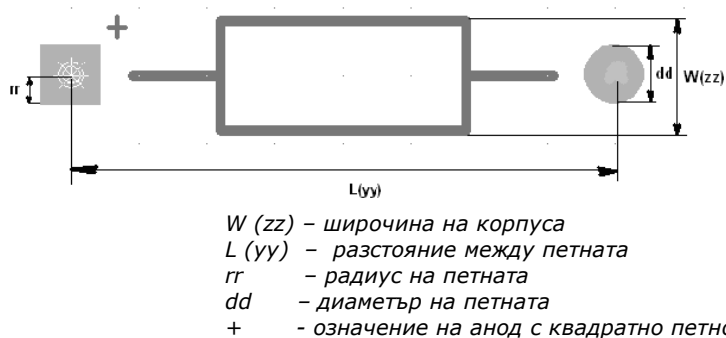 +
rr
dd W(zz)
L(yy)
W (zz) – широчина на корпуса
L (yy) – разстояние между петната
rr – радиус на петната
dd – диаметър на петната
+ - означение на анод с квадратно петно